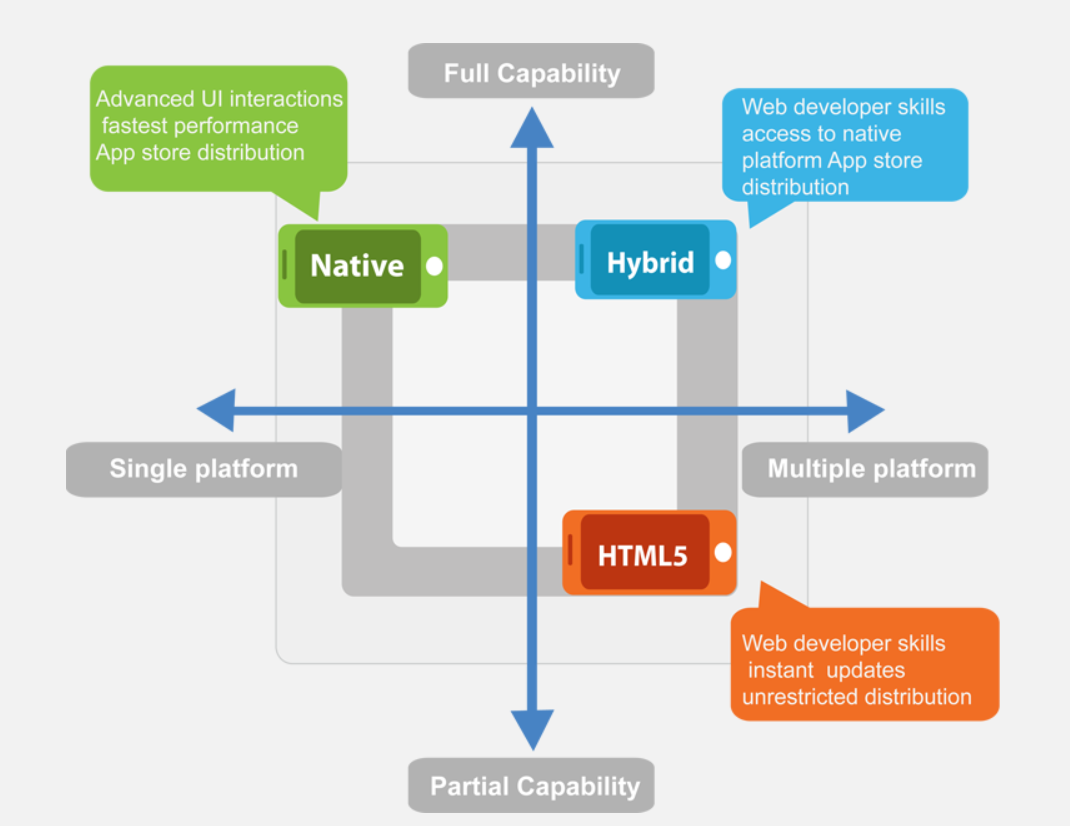 Full Capability
Advanced UI interactions
fastest performance
App store distribution
Web developer skills
access to native
platform App store
distribution
Native
Hybrid
Single platform
Multiple platform
HTML5
Web developer skills
instant updates
unrestricted distribution
Partial Capability